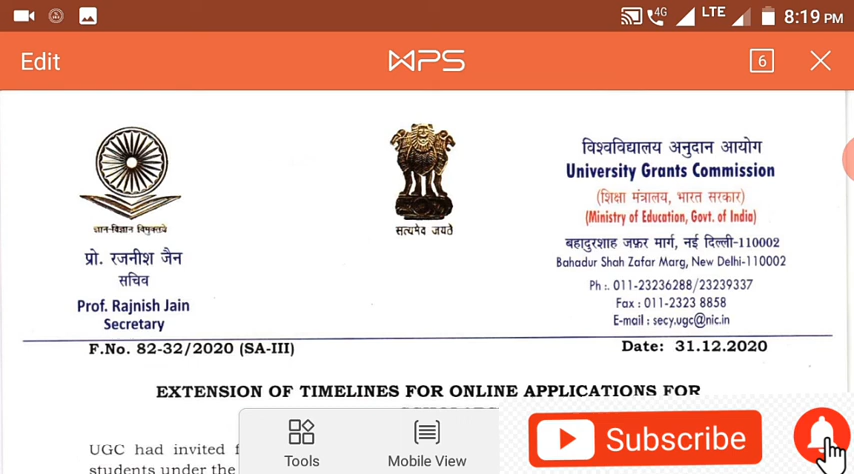 4G LTE 8:19 PM
Edit
WPS
6
ज्ञान-विज्ञान विमुक्तये
प्रो. रजनीश जैन
सचिव
Prof. Rajnish Jain
Secretary
सत्यमेव जयते
विश्वविद्यालय अनुदान आयोग
University Grants Commission
(शिक्षा मंत्रालय, भारत सरकार)
(Ministry of Education, Govt. of India)
बहादुरशाह ज़फ़र मार्ग, नई दिल्ली-110002
Bahadur Shah Zafar Marg, New Delhi-110002
Ph :. 011-23236288/23239337
Fax : 011-2323 8858
E-mail : secy.ugc@nic.in
F.No. 82-32/2020 (SA-III)
Date: 31.12.2020
EXTENSION OF TIMELINES FOR ONLINE APPLICATIONS FOR
UGC had invited
students under the
Tools
Mobile View
Subscribe